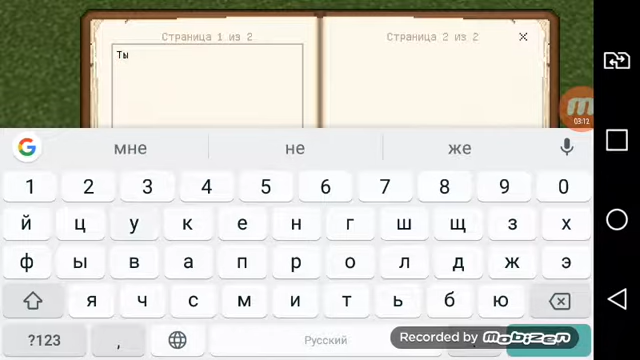 Страница 1 из 2
Страница 2 из 2
Ты
03:12
мне не же
1 2 3 4 5 6 7 8 9 0
й ц у к е н г ш щ з х
ф ы в а п р о л д ж э
я ч с м и т ь б ю
?123 , Русский
Recorded by mobizen